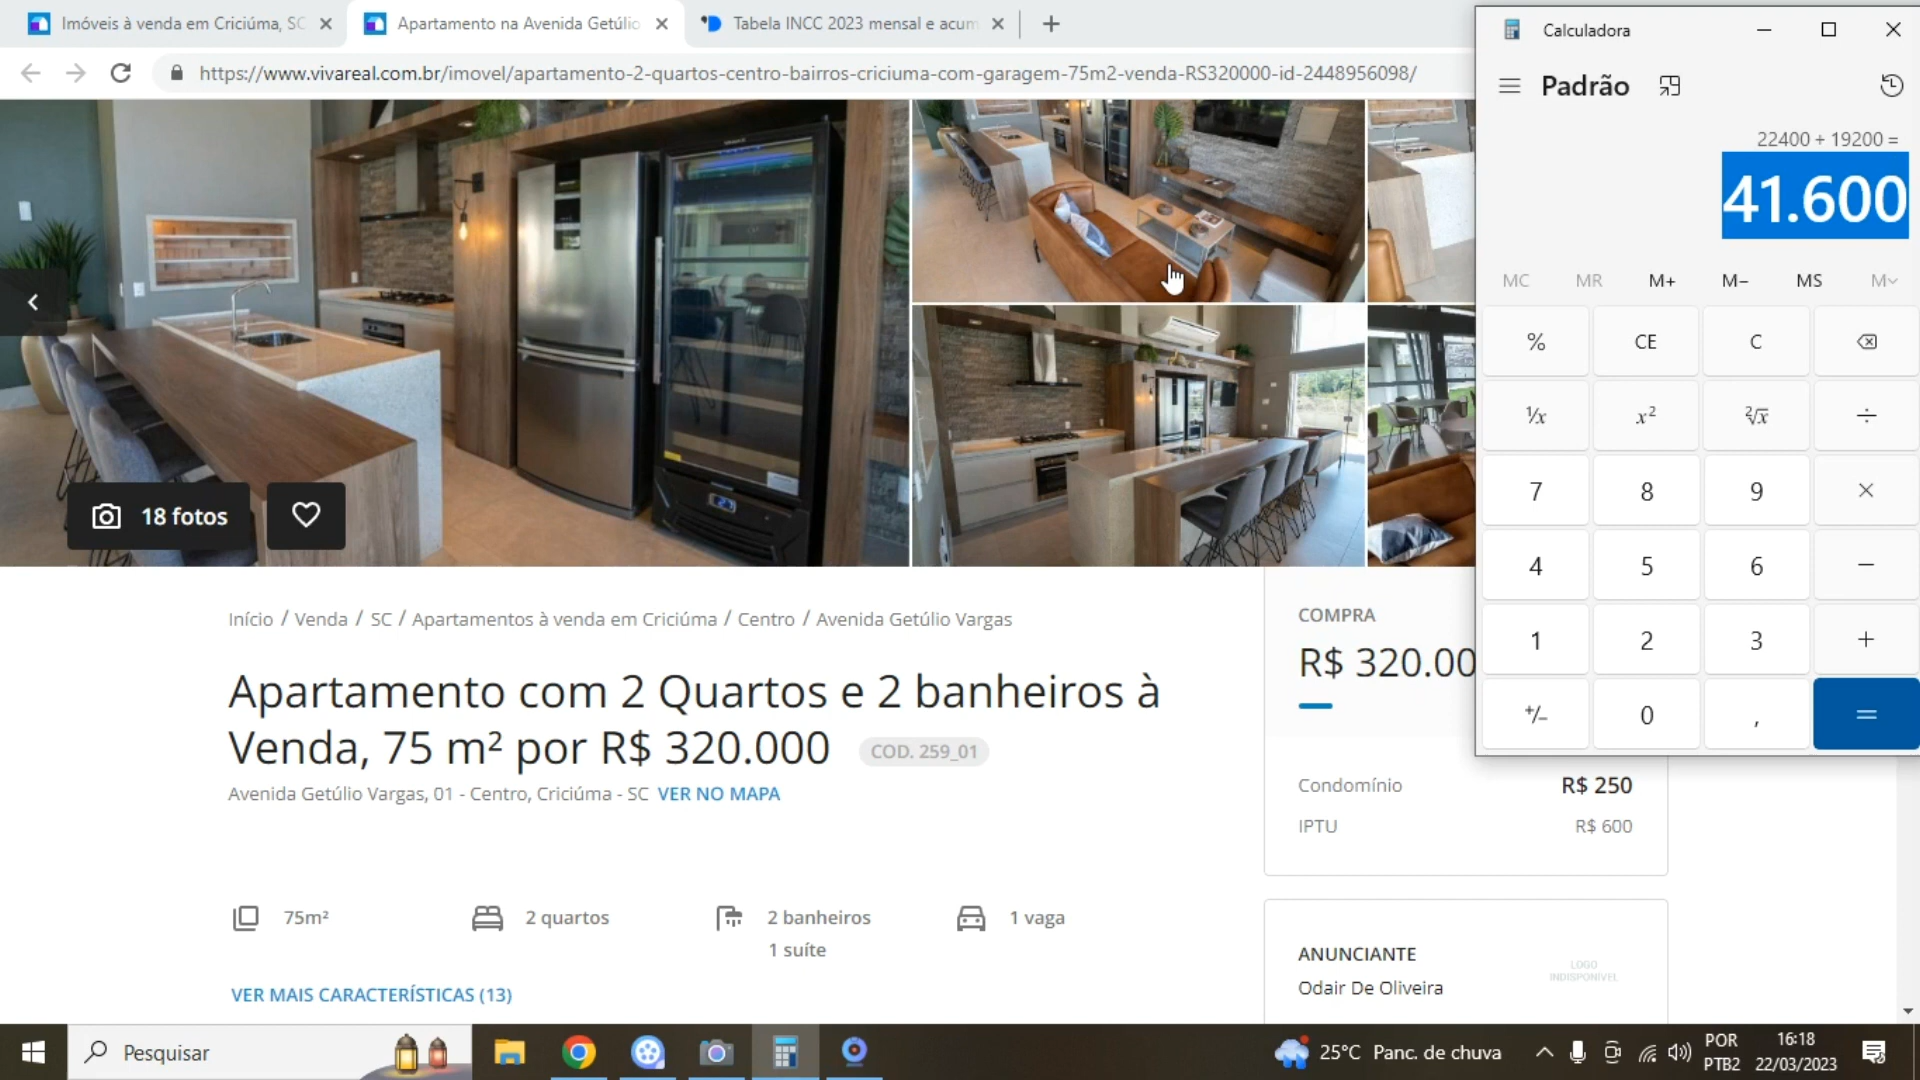 Imóveis à venda em Criciúma, SC
Apartamento na Avenida Getúlio
Tabela INCC 2023 mensal e acum
https://www.vivareal.com.br/imovel/apartamento-2-quartos-centro-bairros-criciuma-com-garagem-75m2-venda-RS320000-id-2448956098/
18 fotos
Início / Venda / SC / Apartamentos à venda em Criciúma / Centro / Avenida Getúlio Vargas
Apartamento com 2 Quartos e 2 banheiros à
Venda, 75 m² por R$ 320.000 COD. 259_01
Avenida Getúlio Vargas, 01 - Centro, Criciúma - SC VER NO MAPA
75m²
2 quartos
2 banheiros
1 suíte
1 vaga
VER MAIS CARACTERÍSTICAS (13)
COMPRA
R$ 320.00
Condomínio R$ 250
IPTU R$ 600
ANUNCIANTE
Odair De Oliveira
LOGO
INDISPONÍVEL
Calculadora
Padrão
22400 + 19200 =
41.600
MC MR M+ M− MS M
% CE C
¹/x x² ²√x ÷
7 8 9 ×
4 5 6 −
1 2 3 +
+/− 0 , =
Pesquisar
25°C Panc. de chuva
POR
PTB2
16:18
22/03/2023